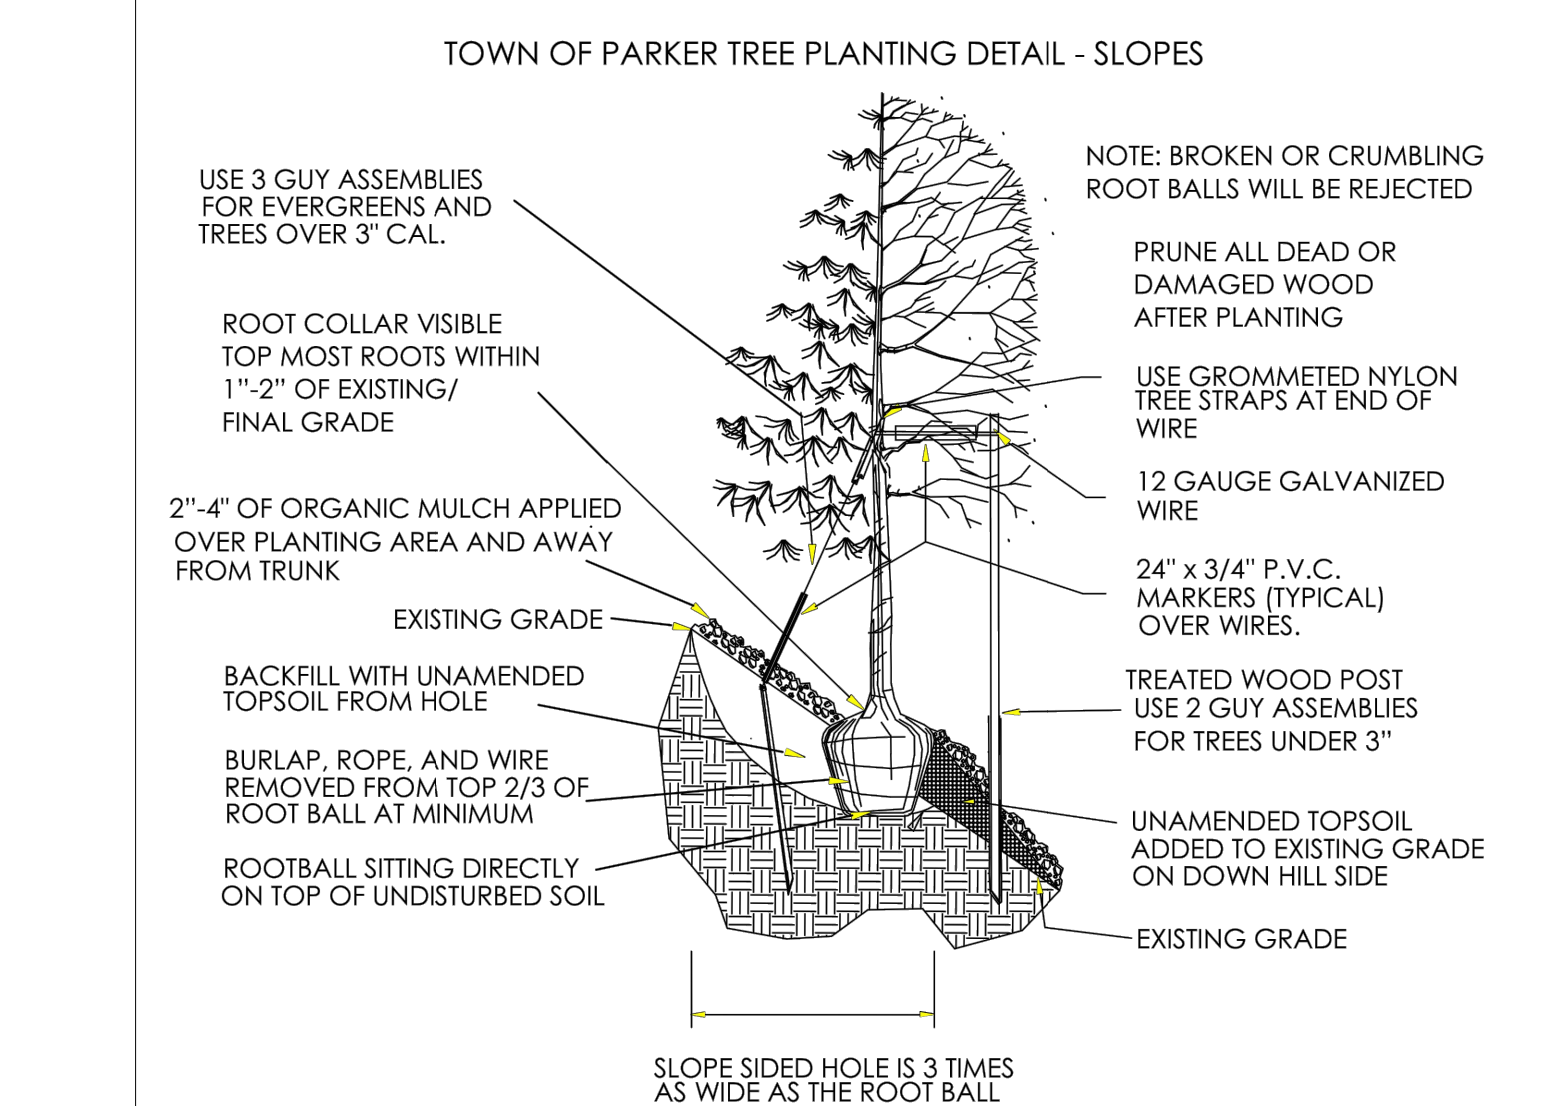 TOWN OF PARKER TREE PLANTING DETAIL - SLOPES
USE 3 GUY ASSEMBLIES
FOR EVERGREENS AND
TREES OVER 3" CAL.
ROOT COLLAR VISIBLE
TOP MOST ROOTS WITHIN
1”-2” OF EXISTING/
FINAL GRADE
2”-4" OF ORGANIC MULCH APPLIED
OVER PLANTING AREA AND AWAY
FROM TRUNK
EXISTING GRADE
BACKFILL WITH UNAMENDED
TOPSOIL FROM HOLE
BURLAP, ROPE, AND WIRE
REMOVED FROM TOP 2/3 OF
ROOT BALL AT MINIMUM
ROOTBALL SITTING DIRECTLY
ON TOP OF UNDISTURBED SOIL
NOTE: BROKEN OR CRUMBLING
ROOT BALLS WILL BE REJECTED
PRUNE ALL DEAD OR
DAMAGED WOOD
AFTER PLANTING
USE GROMMETED NYLON
TREE STRAPS AT END OF
WIRE
12 GAUGE GALVANIZED
WIRE
24" x 3/4" P.V.C.
MARKERS (TYPICAL)
OVER WIRES.
TREATED WOOD POST
USE 2 GUY ASSEMBLIES
FOR TREES UNDER 3”
UNAMENDED TOPSOIL
ADDED TO EXISTING GRADE
ON DOWN HILL SIDE
EXISTING GRADE
SLOPE SIDED HOLE IS 3 TIMES
AS WIDE AS THE ROOT BALL